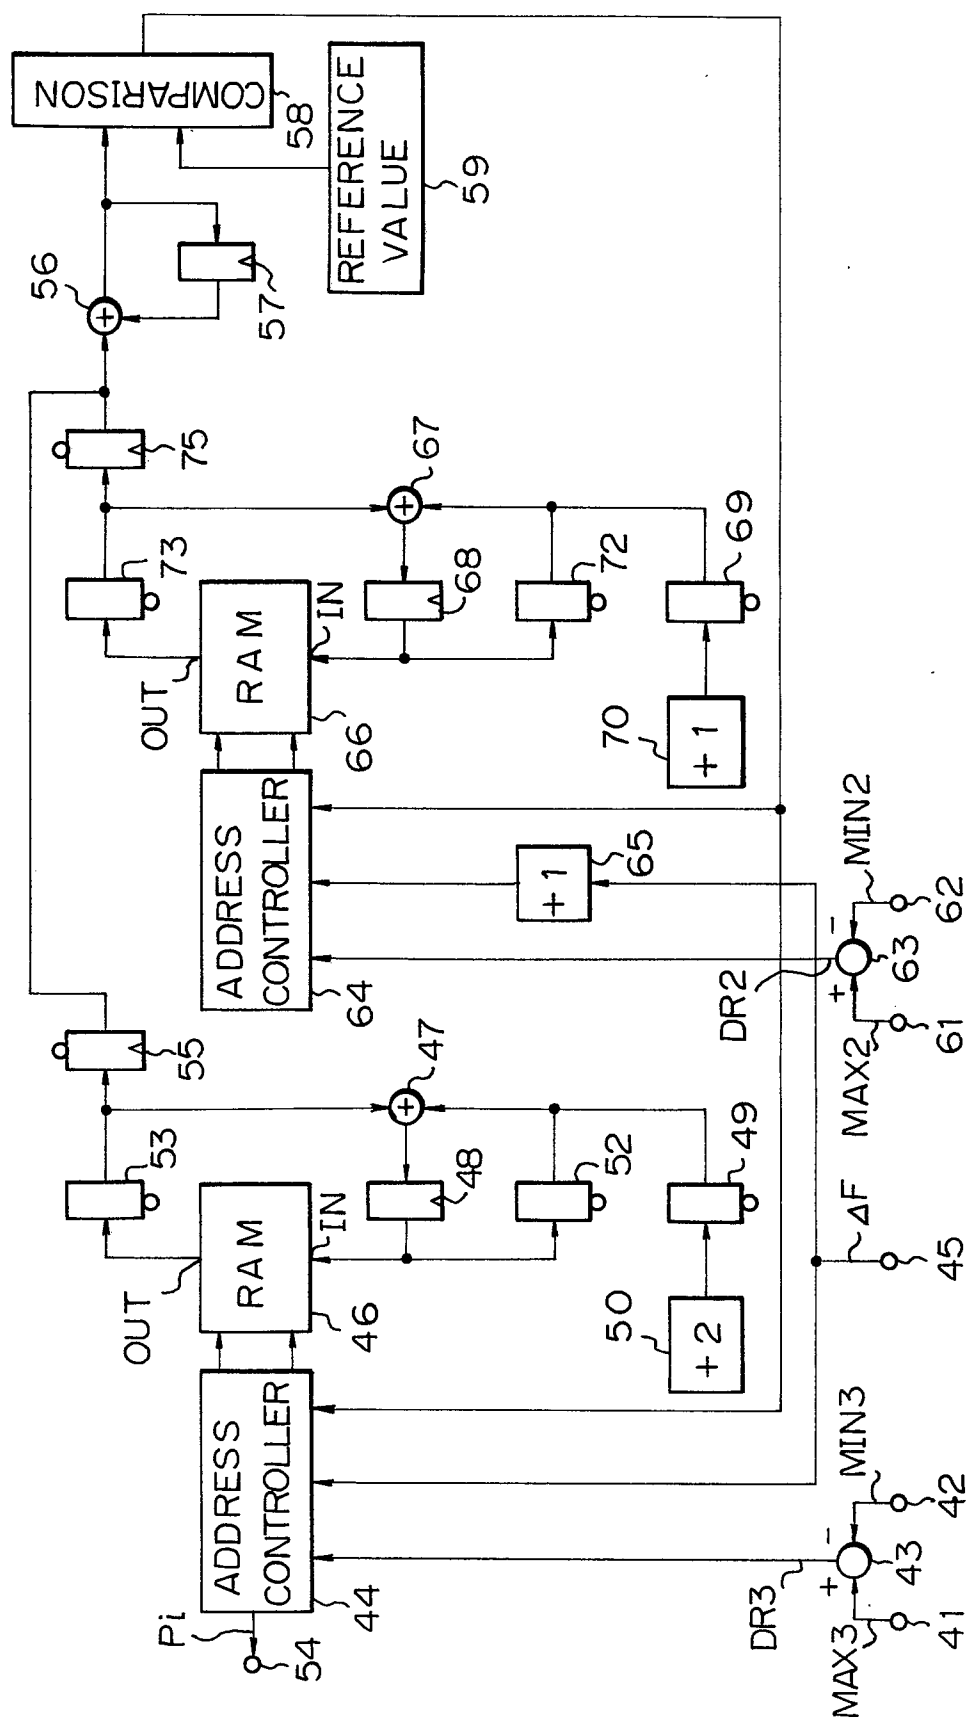 COMPARISON
58
REFERENCE
VALUE
59
56
57
75
73
67
68
72
69
OUT
RAM
IN
66
70
+1
ADDRESS
CONTROLLER
64
+1
65
DR2
MIN2
−
62
63
+
MAX2
61
55
53
47
48
52
49
OUT
RAM
IN
46
50
+2
ΔF
45
ADDRESS
CONTROLLER
44
Pi
54
DR3
MIN3
−
42
43
+
MAX3
41